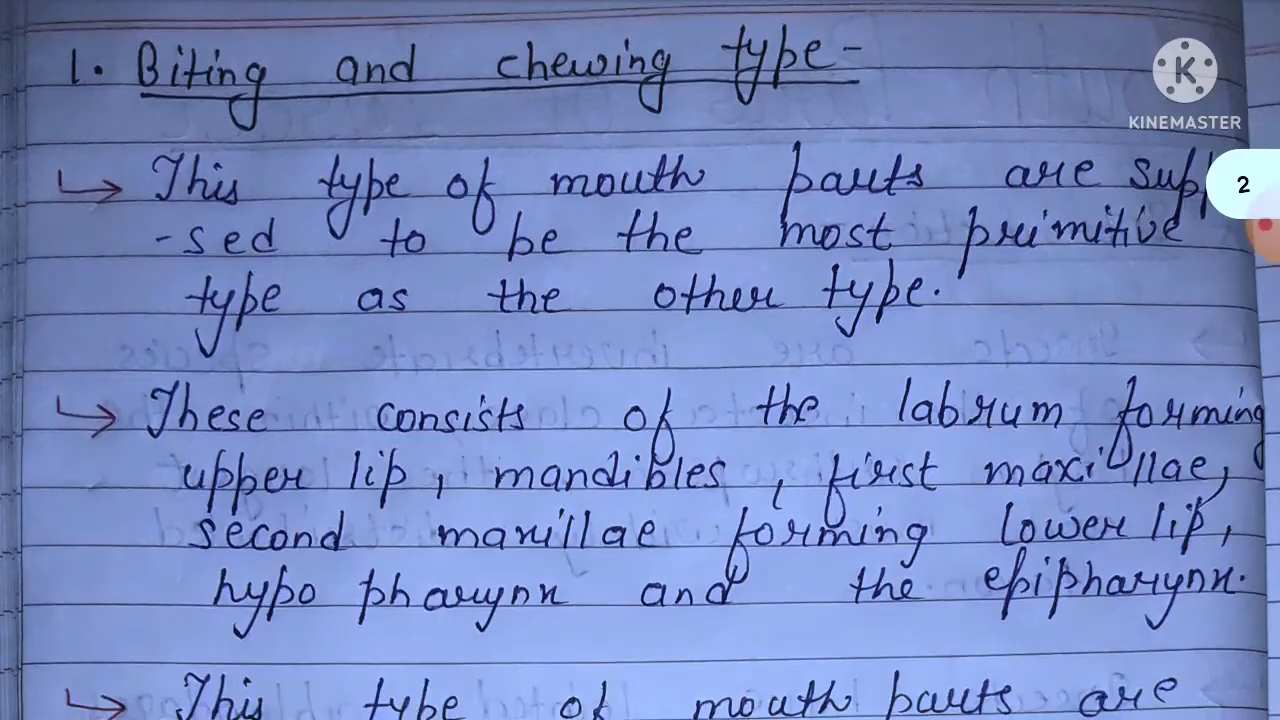 1. Biting and chewing type -
KINEMASTER
→ This type of mouth parts are supp
2
-sed to be the most primitive
type as the other type.
→ These consists of the labrum forming
upper lip, mandibles, first maxillae,
second maxillae forming lower lip,
hypo pharynx and the epipharynx.
→ This type of mouth parts are